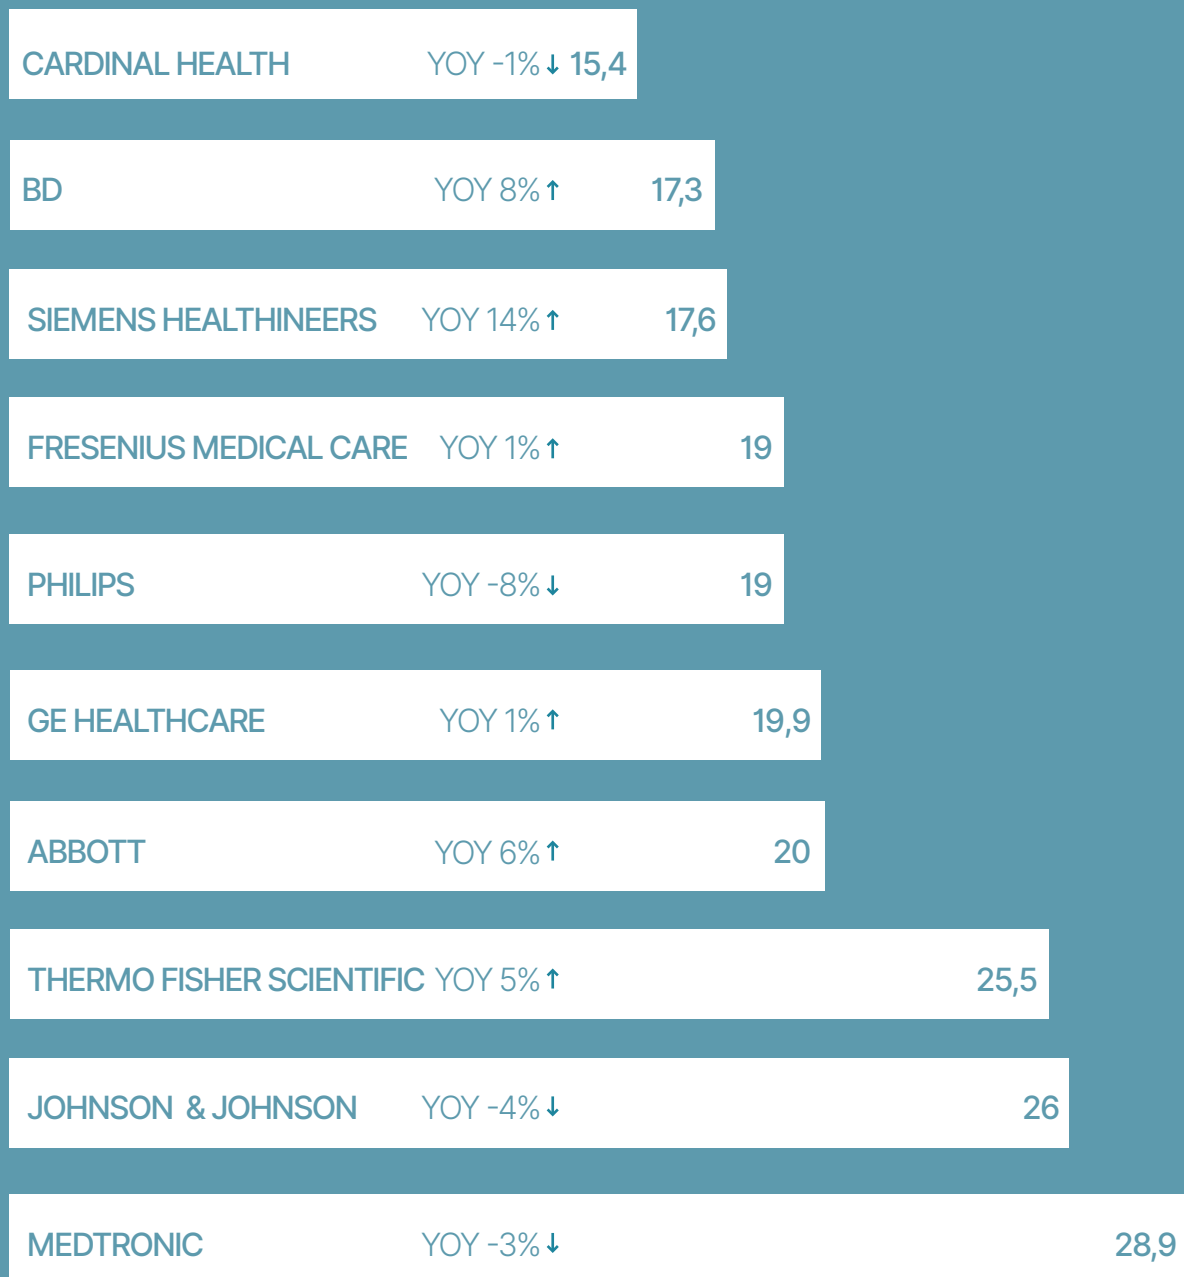 CARDINAL HEALTH YOY -1% ↓ 15,4
BD YOY 8% ↑ 17,3
SIEMENS HEALTHINEERS YOY 14% ↑ 17,6
FRESENIUS MEDICAL CARE YOY 1% ↑ 19
PHILIPS YOY -8% ↓ 19
GE HEALTHCARE YOY 1% ↑ 19,9
ABBOTT YOY 6% ↑ 20
THERMO FISHER SCIENTIFIC YOY 5% ↑ 25,5
JOHNSON & JOHNSON YOY -4% ↓ 26
MEDTRONIC YOY -3% ↓ 28,9